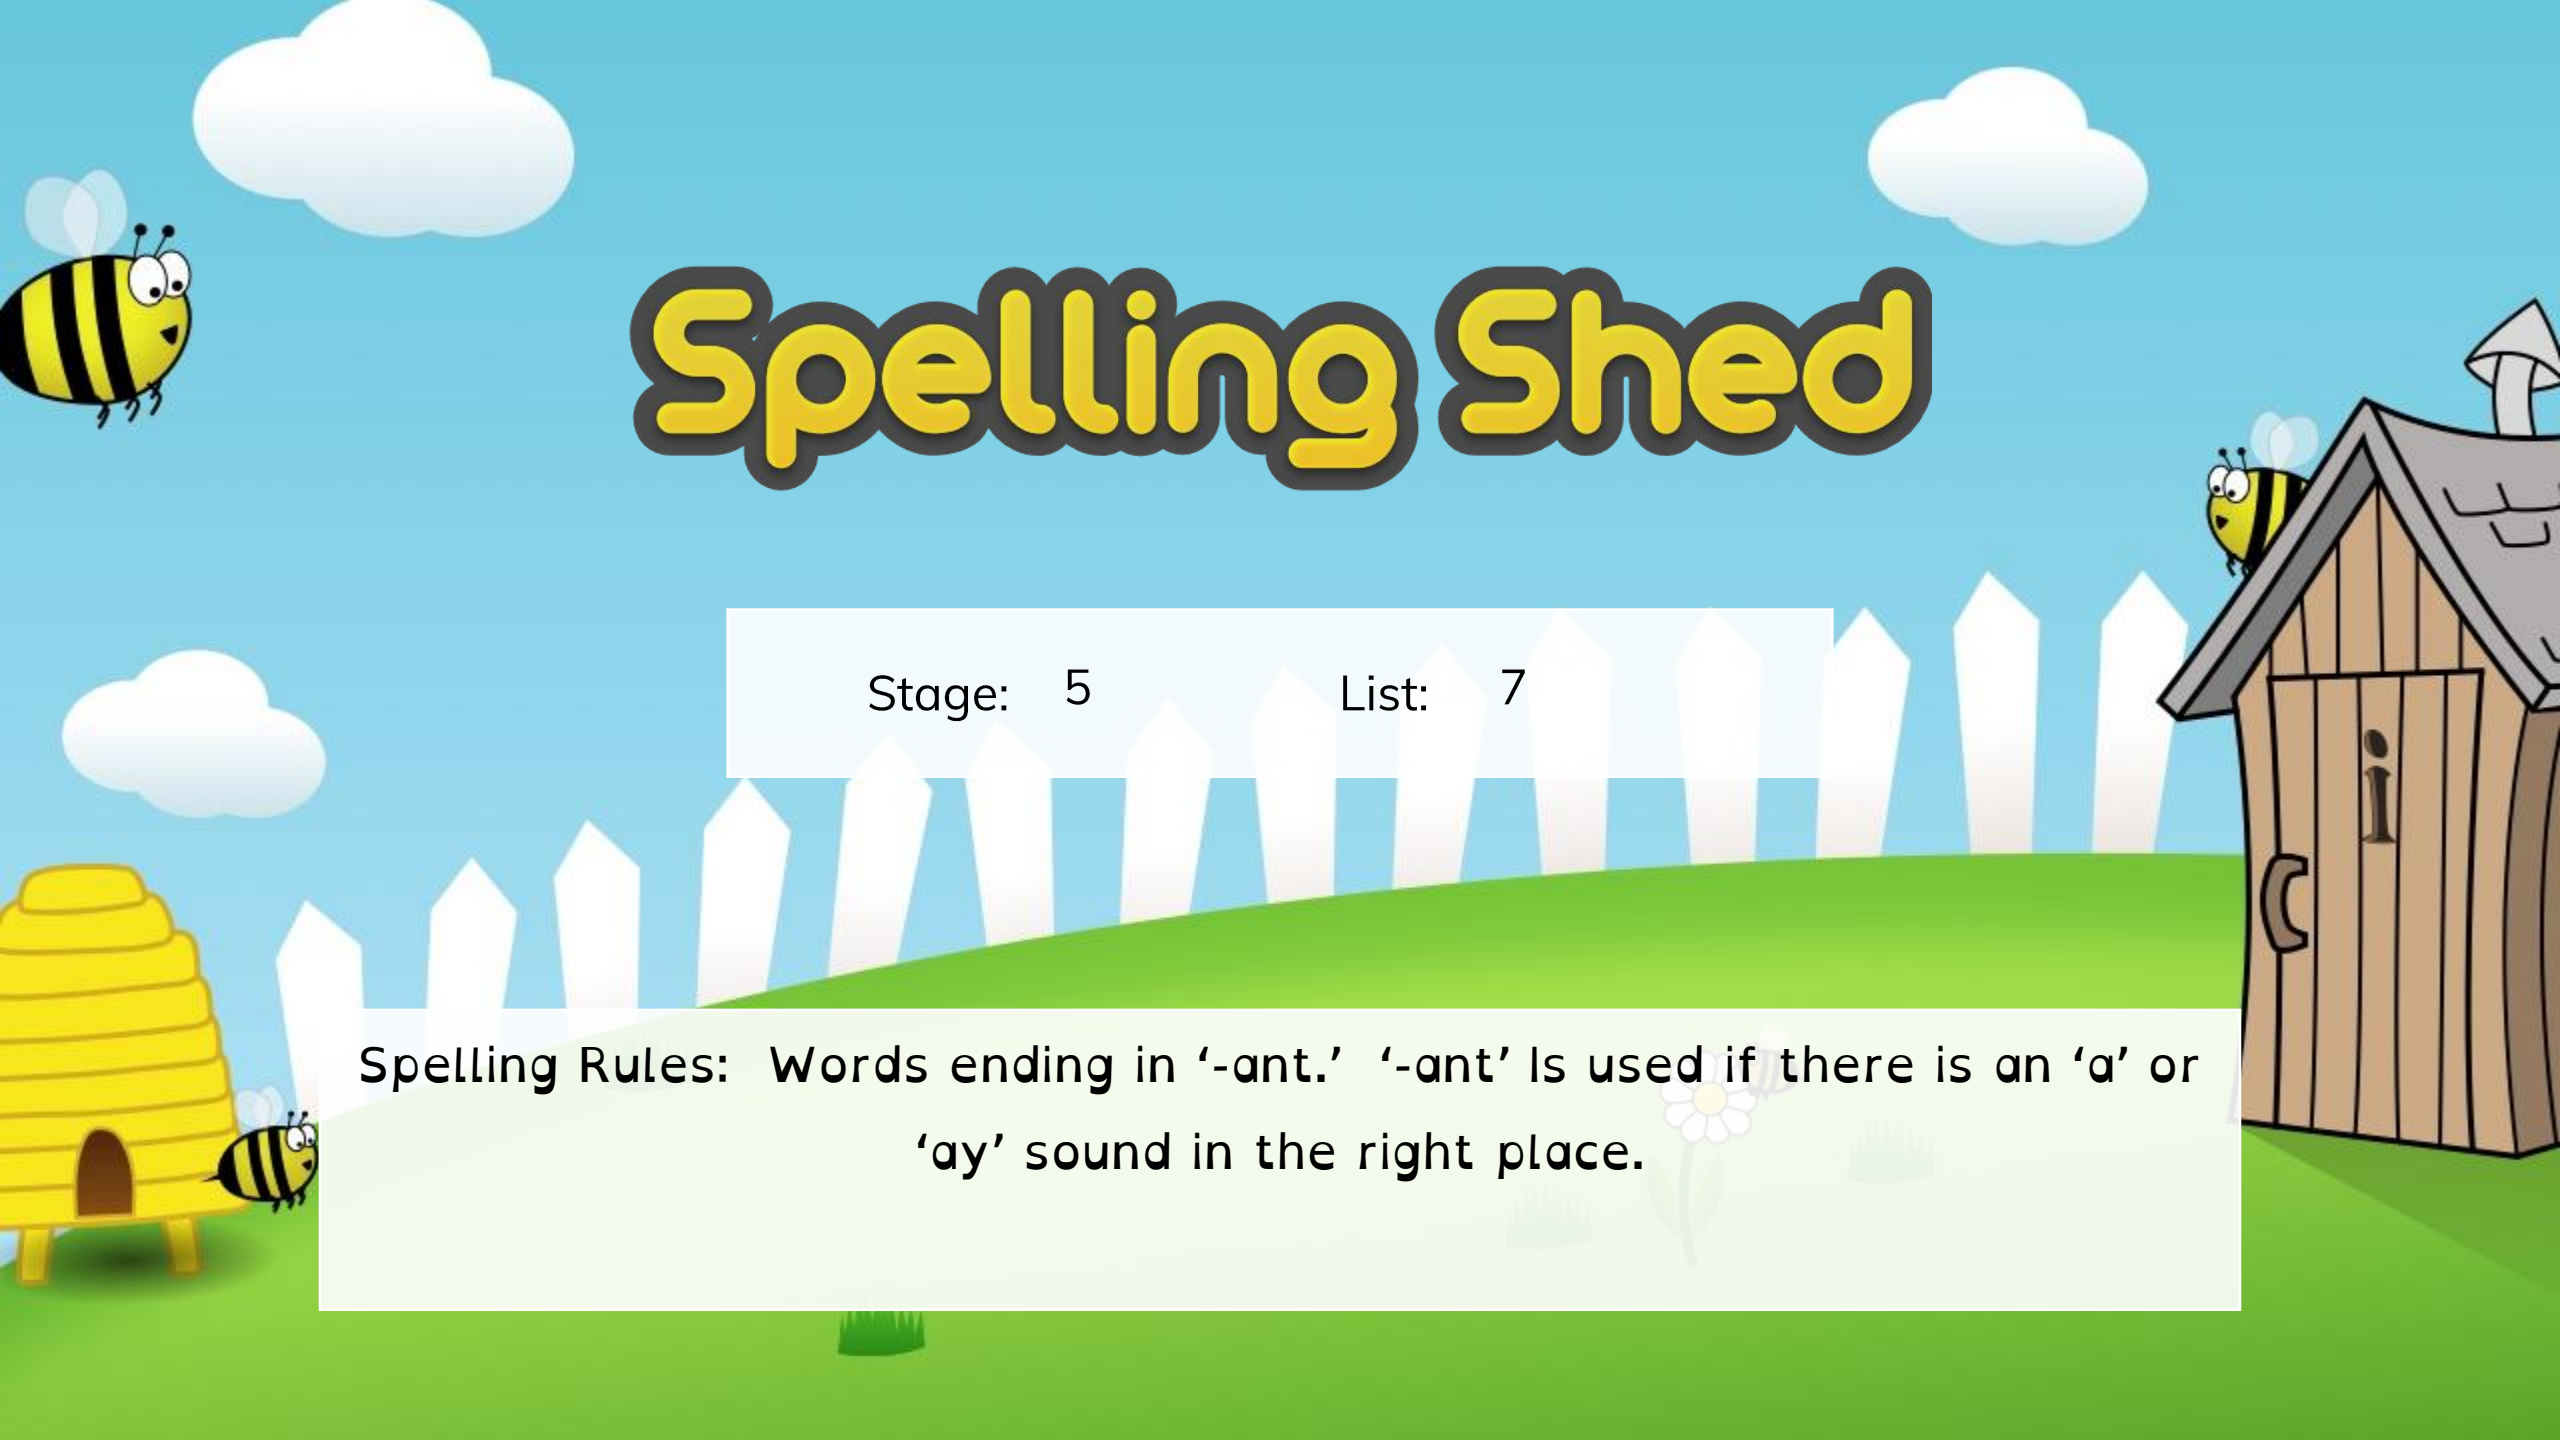 Spelling Shed
Stage: 5 List: 7
Spelling Rules: Words ending in ‘-ant.’ ‘-ant’ Is used if there is an ‘a’ or
‘ay’ sound in the right place.
i